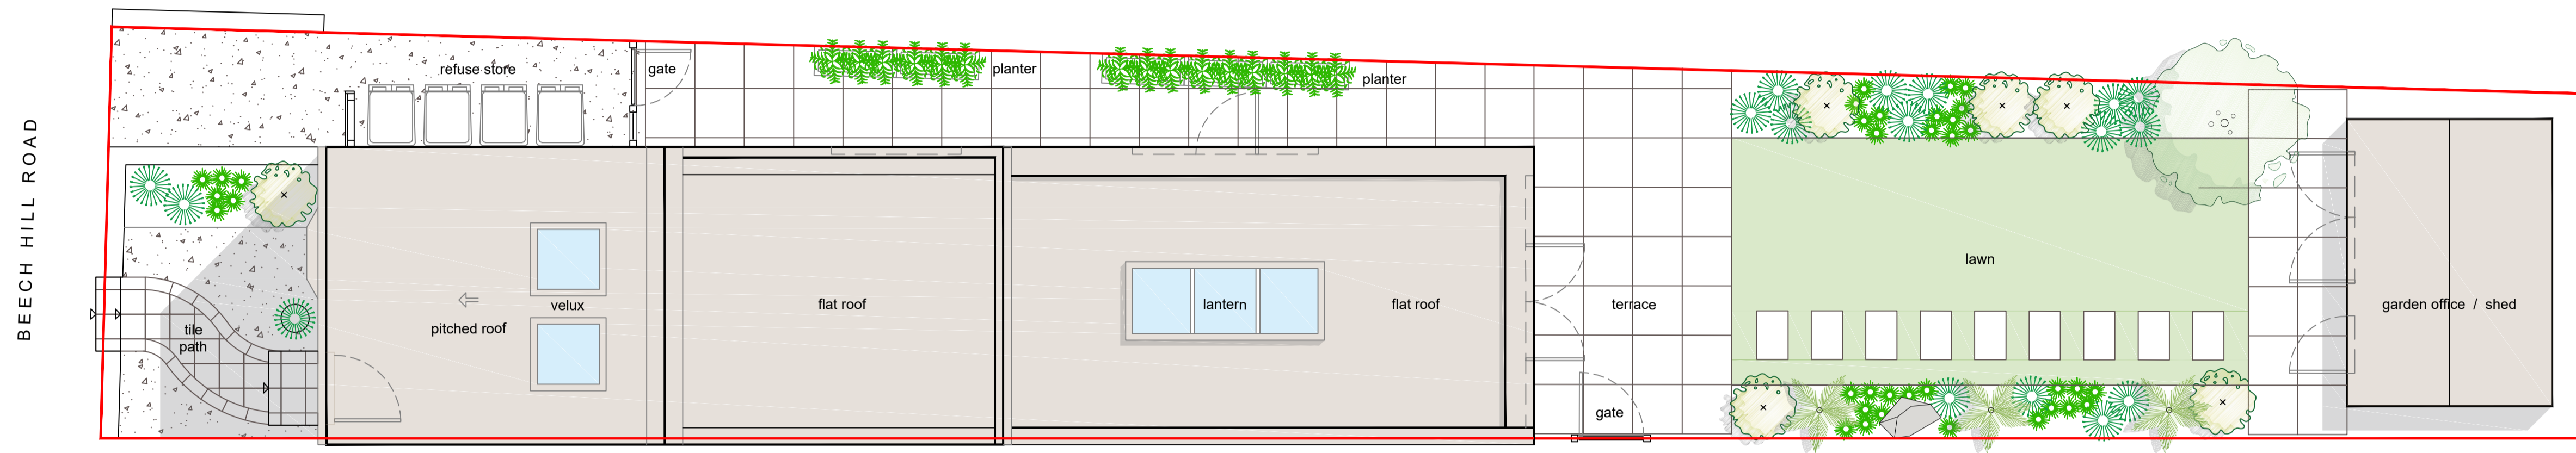 BEECH HILL ROAD
refuse store
gate
planter
planter
tile
path
pitched roof
velux
flat roof
lantern
flat roof
terrace
gate
lawn
garden office / shed